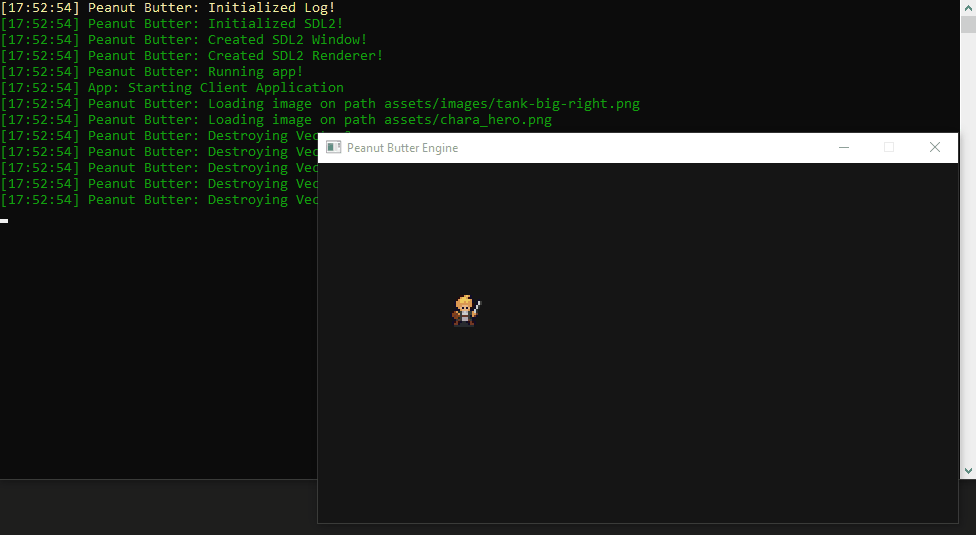 [17:52:54] Peanut Butter: Initialized Log!
[17:52:54] Peanut Butter: Initialized SDL2!
[17:52:54] Peanut Butter: Created SDL2 Window!
[17:52:54] Peanut Butter: Created SDL2 Renderer!
[17:52:54] Peanut Butter: Running app!
[17:52:54] App: Starting Client Application
[17:52:54] Peanut Butter: Loading image on path assets/images/tank-big-right.png
[17:52:54] Peanut Butter: Loading image on path assets/chara_hero.png
[17:52:54] Peanut Butter: Destroying Vec
[17:52:54] Peanut Butter: Destroying Vec
[17:52:54] Peanut Butter: Destroying Vec
[17:52:54] Peanut Butter: Destroying Vec
[17:52:54] Peanut Butter: Destroying Vec
Peanut Butter Engine